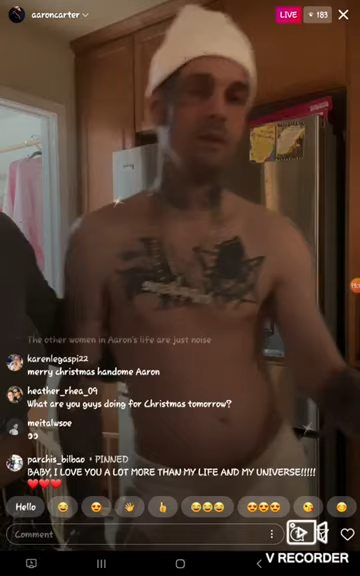 aaroncarter
LIVE
183
The other women in Aaron's life are just noise
karenlegaspi22
merry christmas handome Aaron
heather_rhea_09
What are you guys doing for Christmas tomorrow?
meitalwsoe
parchis_bilbao • PINNED
BABY, I LOVE YOU A LOT MORE THAN MY LIFE AND MY UNIVERSE!!!!!
❤️❤️❤️
Hello
Comment
V RECORDER